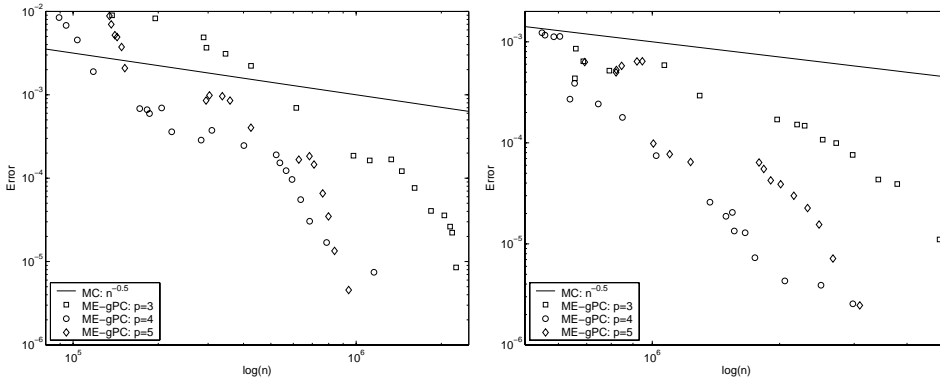 10^-2
10^-3
10^-4
10^-5
10^-6
Error
10^5
10^6
log(n)
MC: n^-0.5
ME-gPC: p=3
ME-gPC: p=4
ME-gPC: p=5
10^-3
10^-4
10^-5
10^-6
Error
10^6
log(n)
MC: n^-0.5
ME-gPC: p=3
ME-gPC: p=4
ME-gPC: p=5